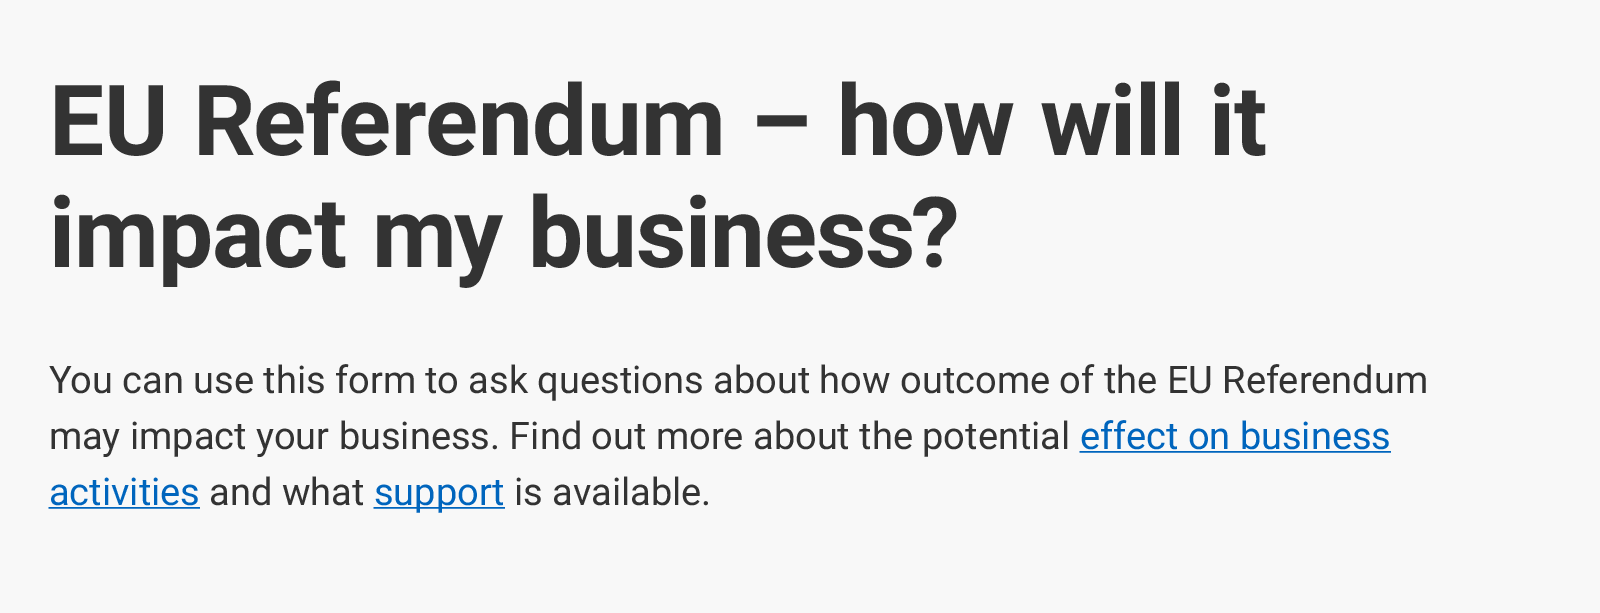 EU Referendum – how will it
impact my business?
You can use this form to ask questions about how outcome of the EU Referendum
may impact your business. Find out more about the potential effect on business
activities and what support is available.